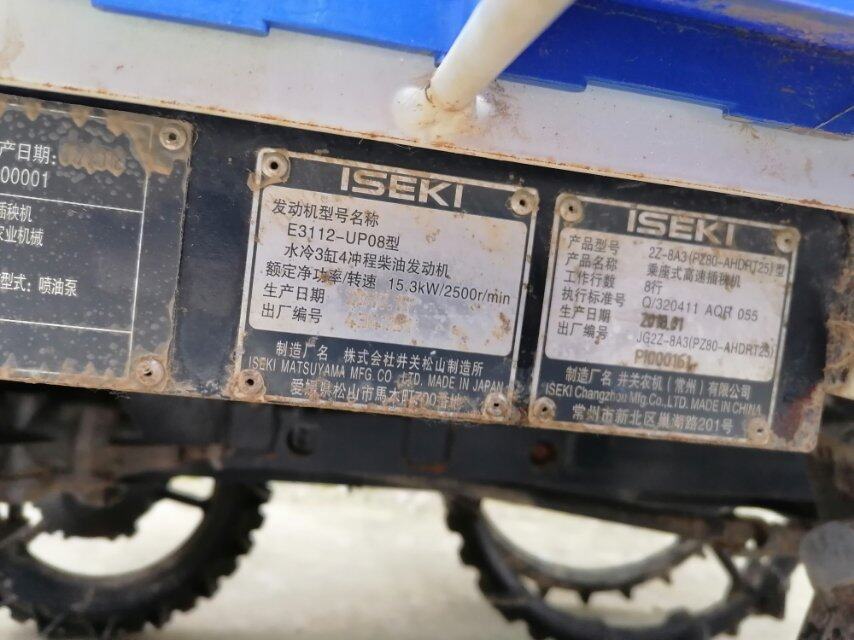 产日期:
00001
插秧机
农业机械
型式：喷油泵
ISEKI
发动机型号名称
E3112-UP08型
水冷3缸4冲程柴油发动机
额定净功率/转速 15.3kW/2500r/min
生产日期
出厂编号
制造厂名 株式会社井关松山制造所
ISEKI MATSUYAMA MFG.CO.,LTD. MADE IN JAPAN
爱媛県松山市馬木町700番地
ISEKI
产品型号 2Z-8A3(PZ80-AHDRT25)型
产品名称 乘座式高速插秧机
工作行数 8行
执行标准号 Q/320411 AQR 055
生产日期 2018.01
出厂编号 JG2Z-8A3(PZ80-AHDRT25)
P1000161
制造厂名 井关农机（常州）有限公司
ISEKI Changzhou Mfg.Co.,LTD. MADE IN CHINA
常州市新北区巢湖路201号